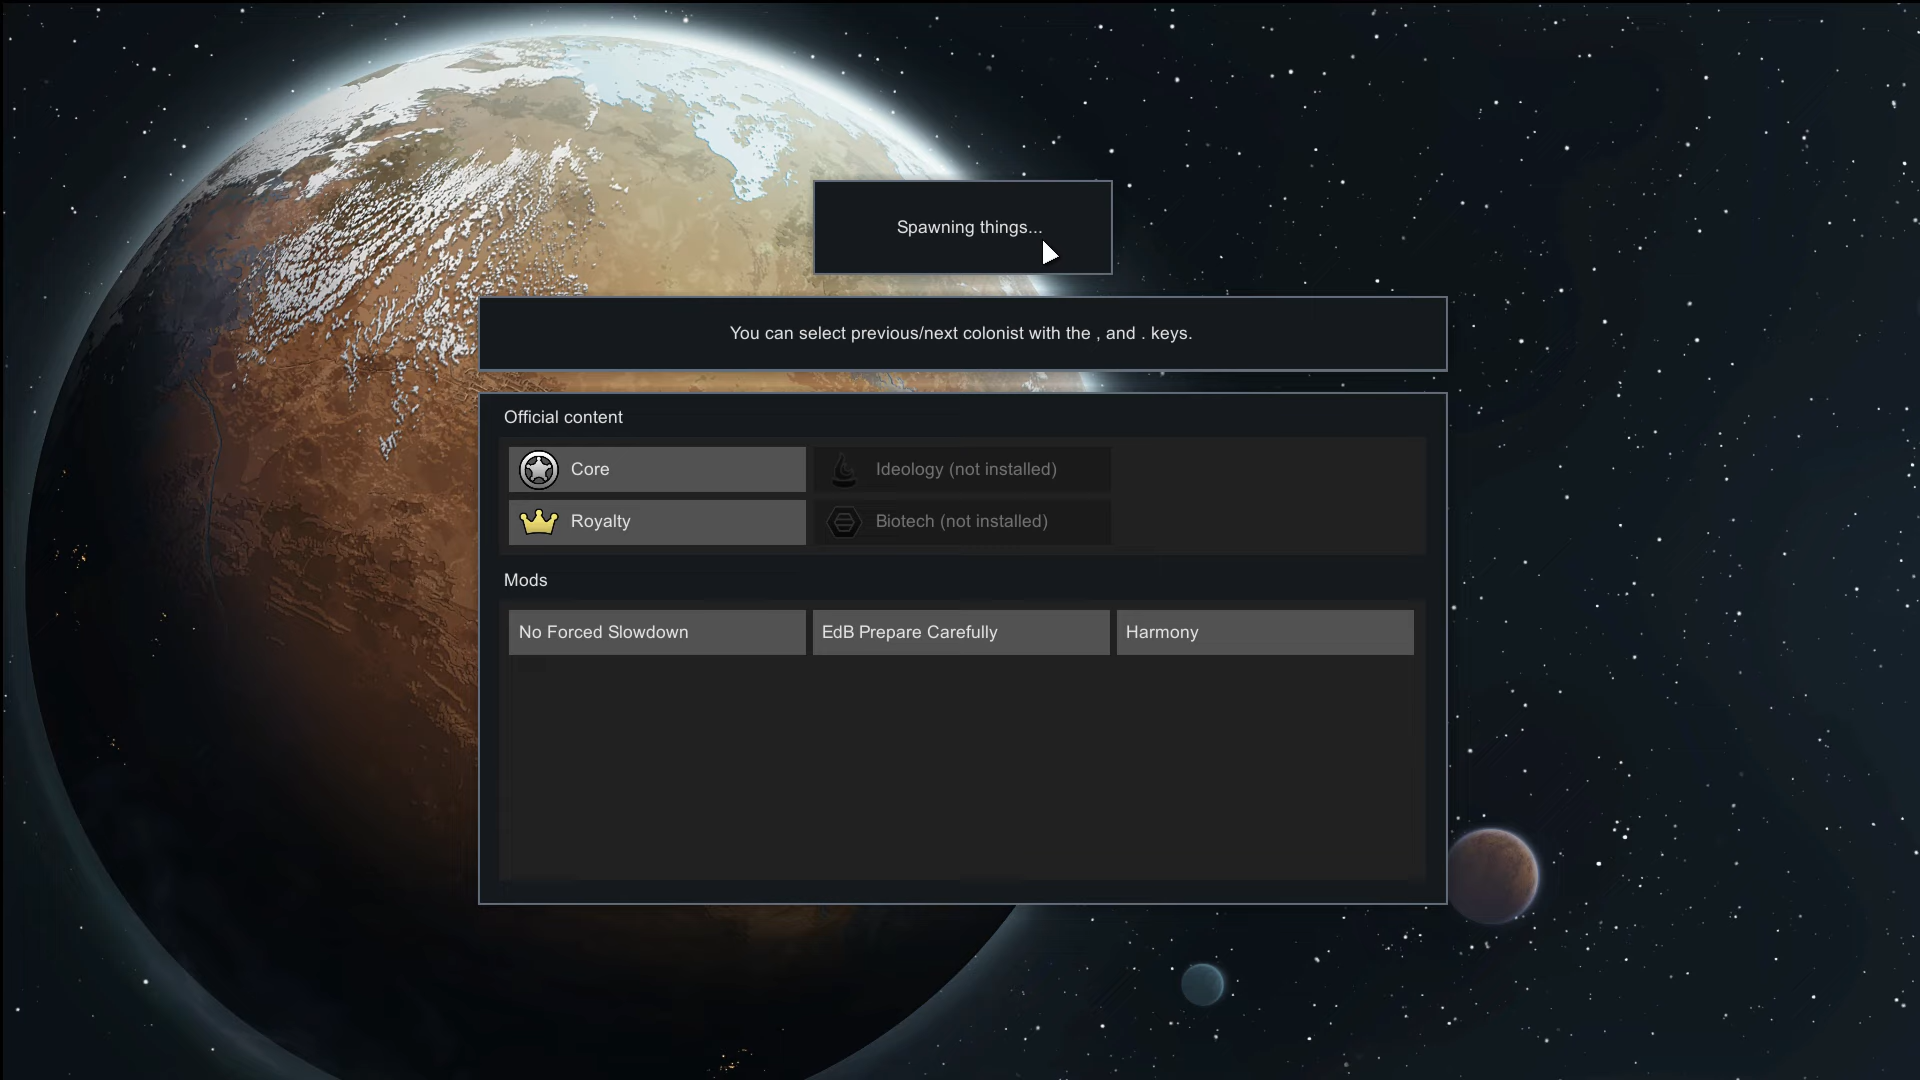 Spawning things...
You can select previous/next colonist with the , and . keys.
Official content
Core
Ideology (not installed)
Royalty
Biotech (not installed)
Mods
No Forced Slowdown
EdB Prepare Carefully
Harmony